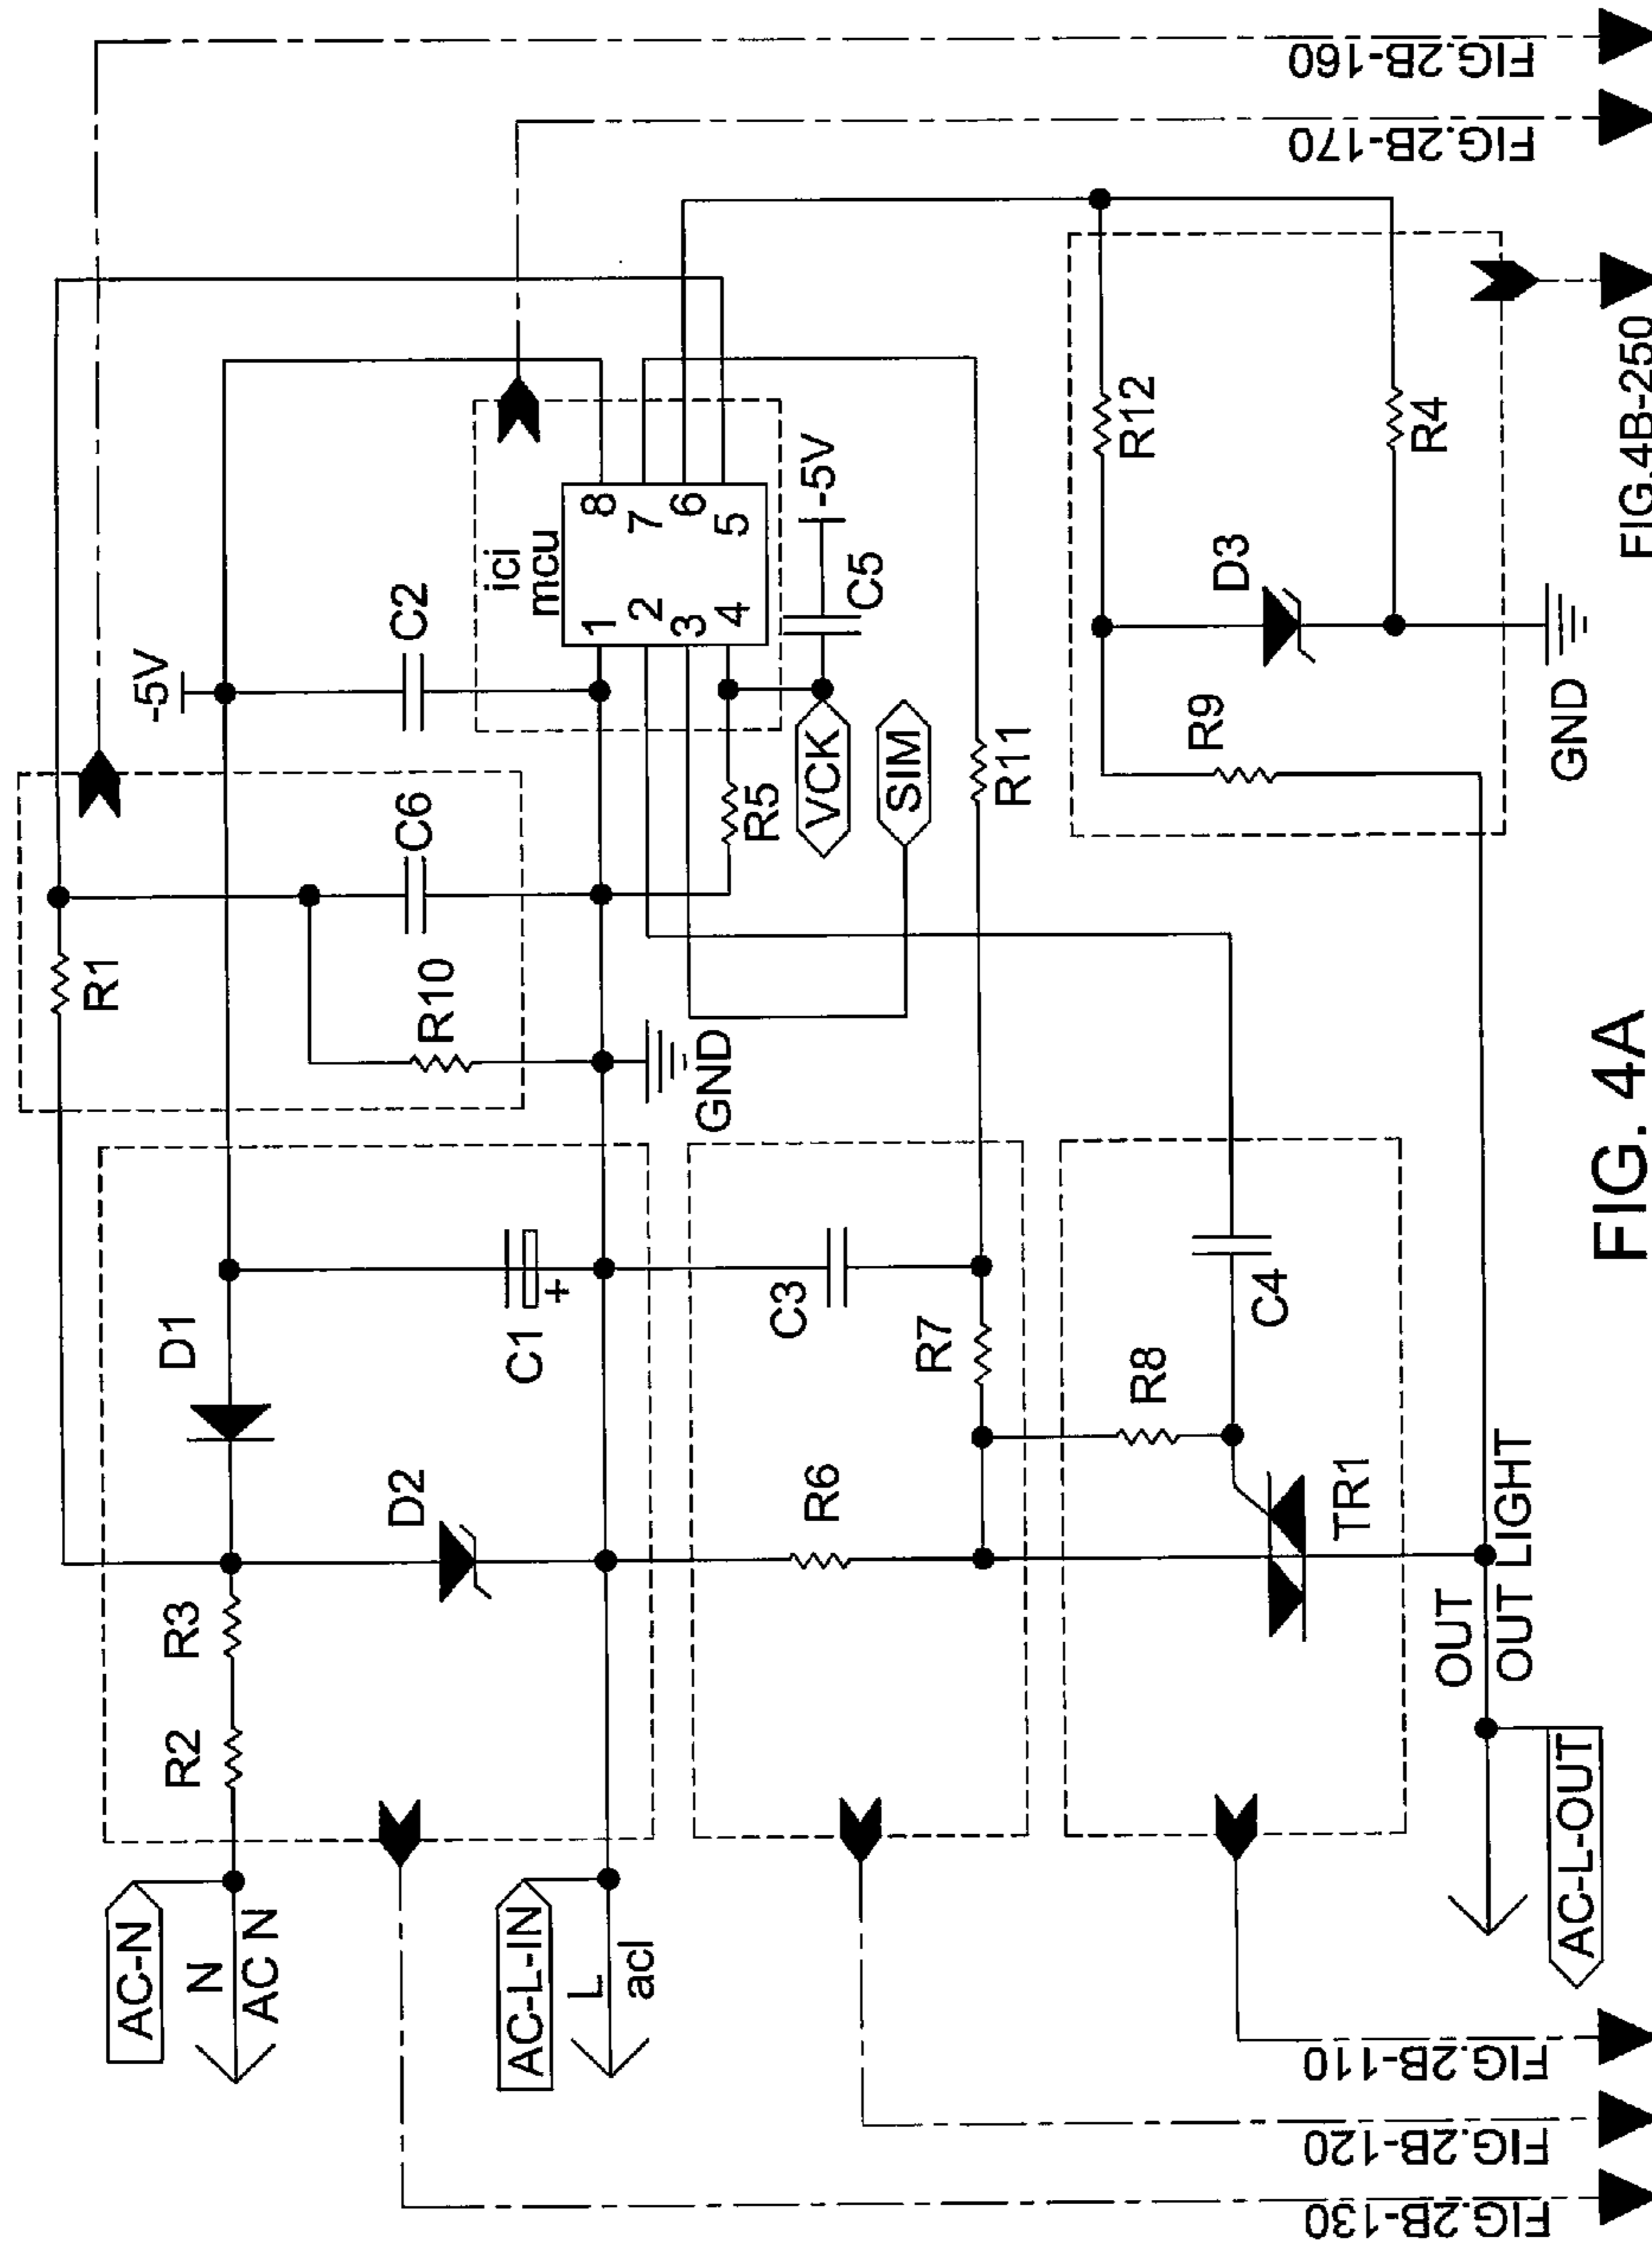 AC-N
N
AC N
R2
R3
D1
D2
C1
+
R1
R10
C6
-5V
C2
AC-L-IN
L
acl
GND
ici
mcu
1
2
3
4
8
7
6
5
R5
VCK
C5
-5V
SIM
R6
C3
R7
R11
R8
C4
TR1
OUT
OUT LIGHT
AC-L-OUT
R9
D3
R12
R4
GND
FIG.2B-130
FIG.2B-120
FIG.2B-110
FIG.4B-250
FIG.2B-170
FIG.2B-160
FIG. 4A